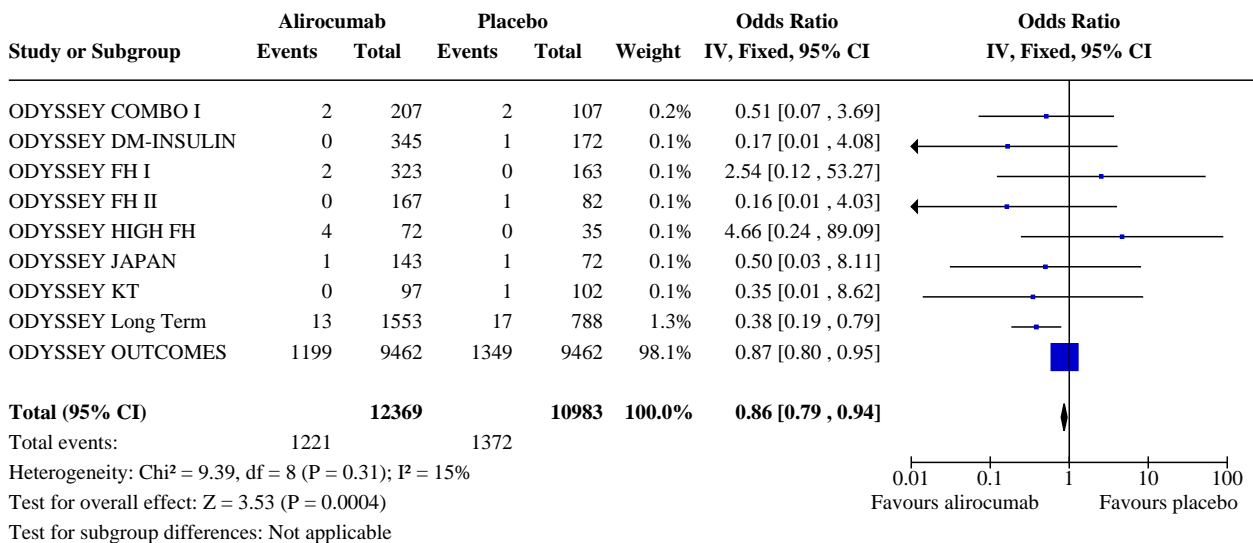 Alirocumab Placebo Odds Ratio Odds Ratio
Study or Subgroup Events Total Events Total Weight IV, Fixed, 95% CI IV, Fixed, 95% CI
ODYSSEY COMBO I 2 207 2 107 0.2% 0.51 [0.07 , 3.69]
ODYSSEY DM-INSULIN 0 345 1 172 0.1% 0.17 [0.01 , 4.08]
ODYSSEY FH I 2 323 0 163 0.1% 2.54 [0.12 , 53.27]
ODYSSEY FH II 0 167 1 82 0.1% 0.16 [0.01 , 4.03]
ODYSSEY HIGH FH 4 72 0 35 0.1% 4.66 [0.24 , 89.09]
ODYSSEY JAPAN 1 143 1 72 0.1% 0.50 [0.03 , 8.11]
ODYSSEY KT 0 97 1 102 0.1% 0.35 [0.01 , 8.62]
ODYSSEY Long Term 13 1553 17 788 1.3% 0.38 [0.19 , 0.79]
ODYSSEY OUTCOMES 1199 9462 1349 9462 98.1% 0.87 [0.80 , 0.95]
Total (95% CI) 12369 10983 100.0% 0.86 [0.79 , 0.94]
Total events: 1221 1372
Heterogeneity: Chi² = 9.39, df = 8 (P = 0.31); I² = 15%
Test for overall effect: Z = 3.53 (P = 0.0004)
Test for subgroup differences: Not applicable
0.01 0.1 1 10 100
Favours alirocumab Favours placebo